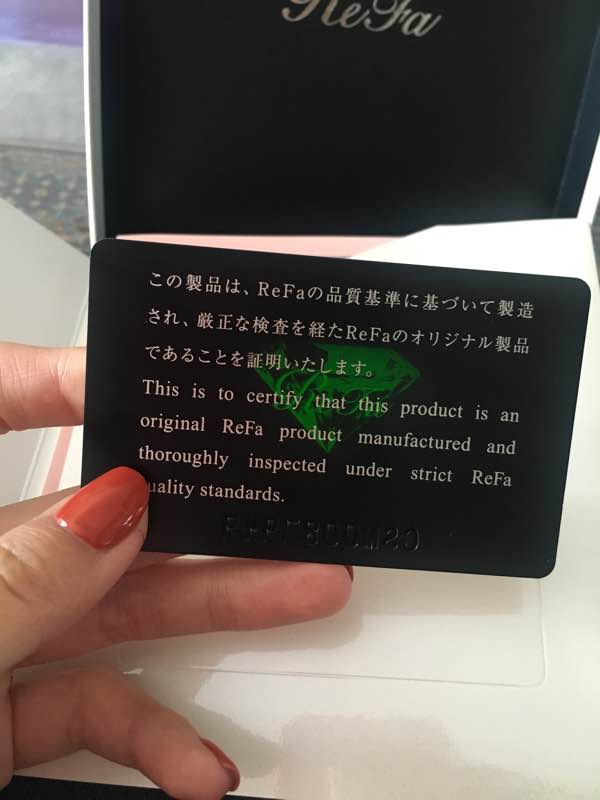 ReFa
この製品は、ReFaの品質基準に基づいて製造
され、厳正な検査を経たReFaのオリジナル製品
であることを証明いたします。
This is to certify that this product is an
original ReFa product manufactured and
thoroughly inspected under strict ReFa
uality standards.